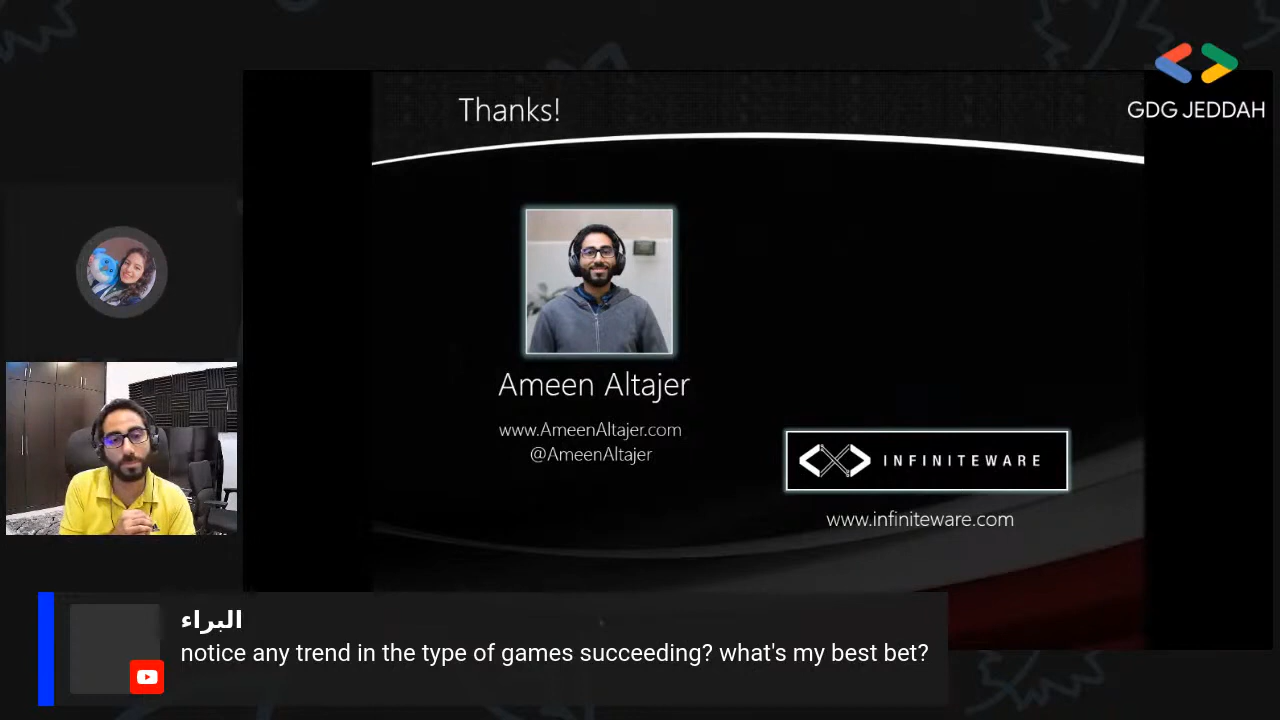 Thanks!
GDG JEDDAH
Ameen Altajer
www.AmeenAltajer.com
@AmeenAltajer
INFINITEWARE
www.infiniteware.com
البراء
notice any trend in the type of games succeeding? what's my best bet?